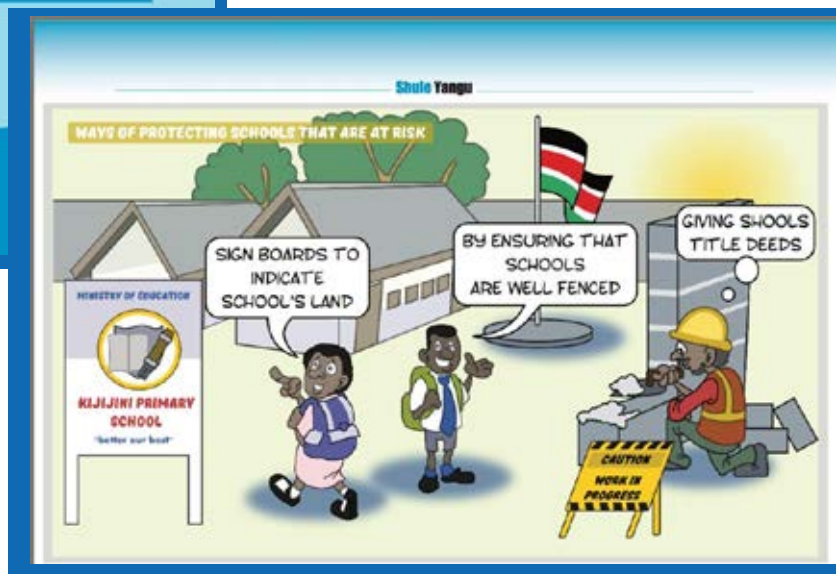 Shule Yangu
WAYS OF PROTECTING SCHOOLS THAT ARE AT RISK
SIGN BOARDS TO
INDICATE
SCHOOL'S LAND
BY ENSURING THAT
SCHOOLS
ARE WELL FENCED
GIVING SHOOLS
TITLE DEEDS
MINISTRY OF EDUCATION
KIJIJINI PRIMARY
SCHOOL
"better our best"
CAUTION
WORK IN
PROGRESS